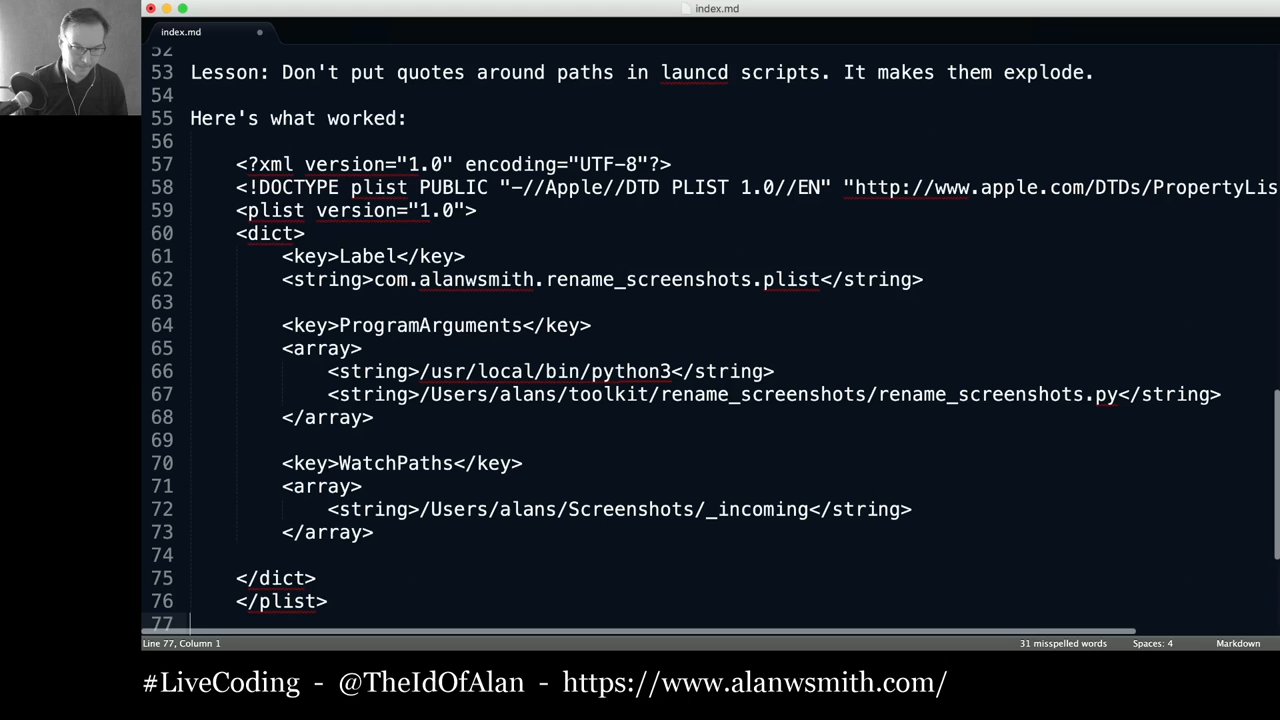 index.md
index.md
52
53 Lesson: Don't put quotes around paths in launcd scripts. It makes them explode.
54
55 Here's what worked:
56
57 <?xml version="1.0" encoding="UTF-8"?>
58 <!DOCTYPE plist PUBLIC "-//Apple//DTD PLIST 1.0//EN" "http://www.apple.com/DTDs/PropertyLis
59 <plist version="1.0">
60 <dict>
61 <key>Label</key>
62 <string>com.alanwsmith.rename_screenshots.plist</string>
63
64 <key>ProgramArguments</key>
65 <array>
66 <string>/usr/local/bin/python3</string>
67 <string>/Users/alans/toolkit/rename_screenshots/rename_screenshots.py</string>
68 </array>
69
70 <key>WatchPaths</key>
71 <array>
72 <string>/Users/alans/Screenshots/_incoming</string>
73 </array>
74
75 </dict>
76 </plist>
77
Line 77, Column 1 31 misspelled words Spaces: 4 Markdown
#LiveCoding - @TheIdOfAlan - https://www.alanwsmith.com/